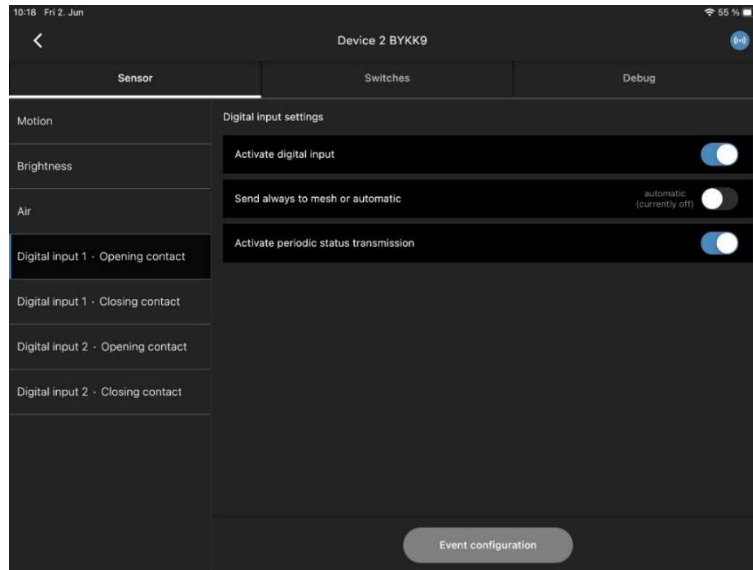 10:18 Fri 2. Jun
55 %
Device 2 BYKK9
Sensor
Switches
Debug
Motion
Brightness
Air
Digital input 1 · Opening contact
Digital input 1 · Closing contact
Digital input 2 · Opening contact
Digital input 2 · Closing contact
Digital input settings
Activate digital input
Send always to mesh or automatic
automatic
(currently off)
Activate periodic status transmission
Event configuration